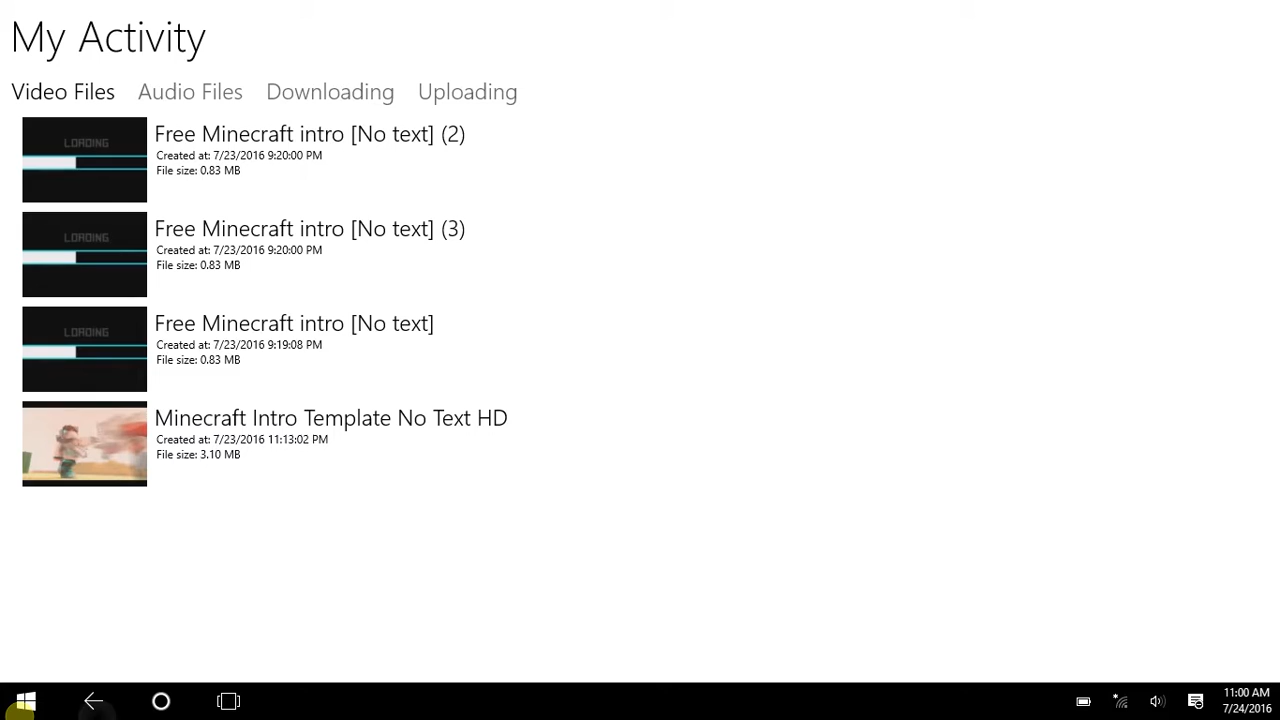 My Activity
Video Files Audio Files Downloading Uploading
LOADING
Free Minecraft intro [No text] (2)
Created at: 7/23/2016 9:20:00 PM
File size: 0.83 MB
LOADING
Free Minecraft intro [No text] (3)
Created at: 7/23/2016 9:20:00 PM
File size: 0.83 MB
LOADING
Free Minecraft intro [No text]
Created at: 7/23/2016 9:19:08 PM
File size: 0.83 MB
Minecraft Intro Template No Text HD
Created at: 7/23/2016 11:13:02 PM
File size: 3.10 MB
11:00 AM
7/24/2016